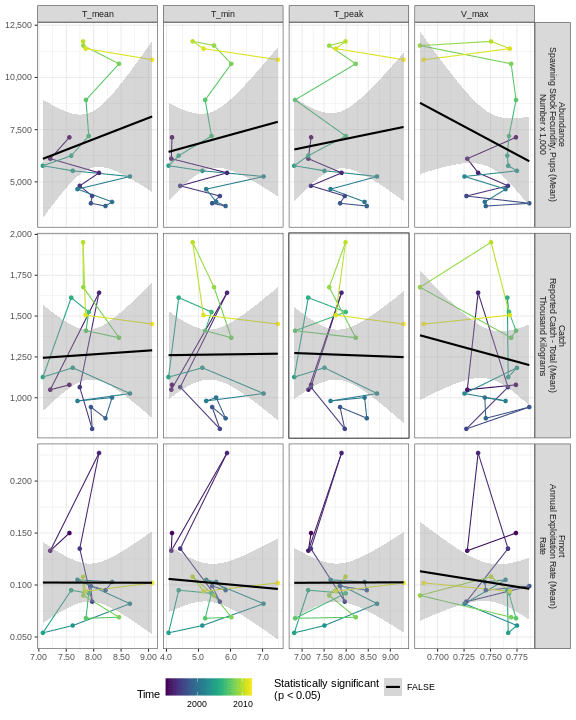 T_mean
T_min
T_peak
V_max
12,500
10,000
7,500
5,000
Abundance
Spawning Stock Fecundity, Pups (Mean)
Number x 1,000
2,000
1,750
1,500
1,250
1,000
Catch
Reported Catch - Total (Mean)
Thousand Kilograms
0.200
0.150
0.100
0.050
Fmort
Annual Exploitation Rate (Mean)
Rate
7.00 7.50 8.00 8.50 9.00
4.0 5.0 6.0 7.0
7.00 7.50 8.00 8.50 9.00
0.700 0.725 0.750 0.775
Time
2000 2010
Statistically significant
(p < 0.05)
FALSE